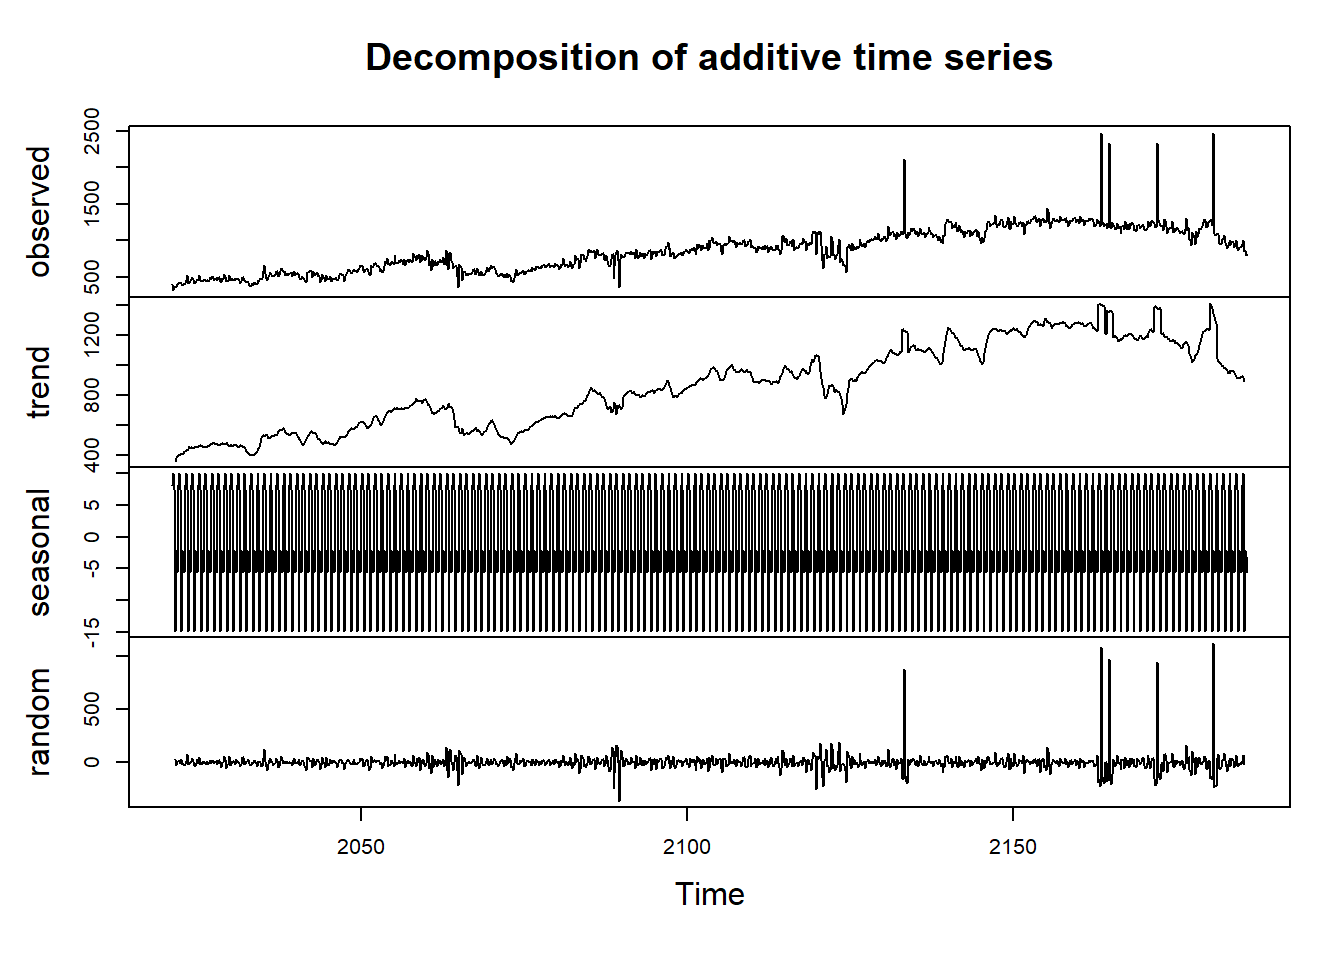 Decomposition of additive time series
observed
500 1500 2500
trend
400 800 1200
seasonal
-15 -5 0 5
random
0 500
2050 2100 2150
Time